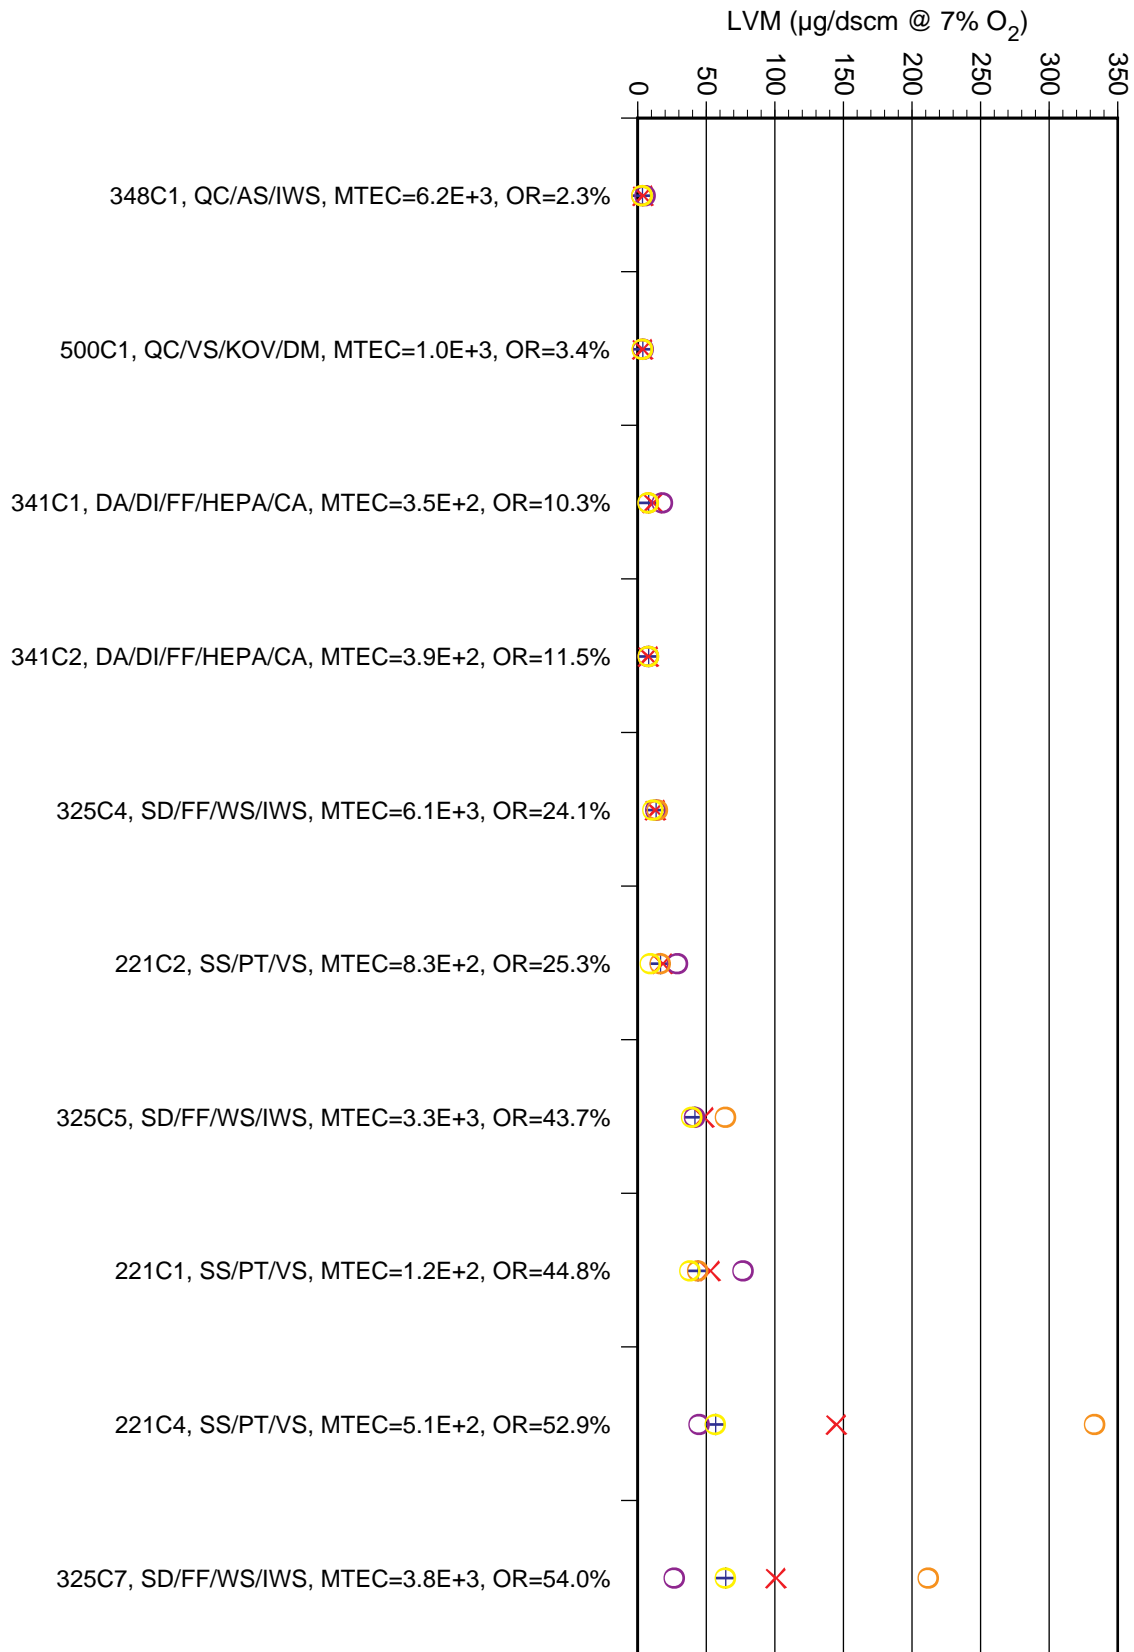 LVM (µg/dscm @ 7% O2)
0
50
100
150
200
250
300
350
348C1, QC/AS/IWS, MTEC=6.2E+3, OR=2.3%
500C1, QC/VS/KOV/DM, MTEC=1.0E+3, OR=3.4%
341C1, DA/DI/FF/HEPA/CA, MTEC=3.5E+2, OR=10.3%
341C2, DA/DI/FF/HEPA/CA, MTEC=3.9E+2, OR=11.5%
325C4, SD/FF/WS/IWS, MTEC=6.1E+3, OR=24.1%
221C2, SS/PT/VS, MTEC=8.3E+2, OR=25.3%
325C5, SD/FF/WS/IWS, MTEC=3.3E+3, OR=43.7%
221C1, SS/PT/VS, MTEC=1.2E+2, OR=44.8%
221C4, SS/PT/VS, MTEC=5.1E+2, OR=52.9%
325C7, SD/FF/WS/IWS, MTEC=3.8E+3, OR=54.0%